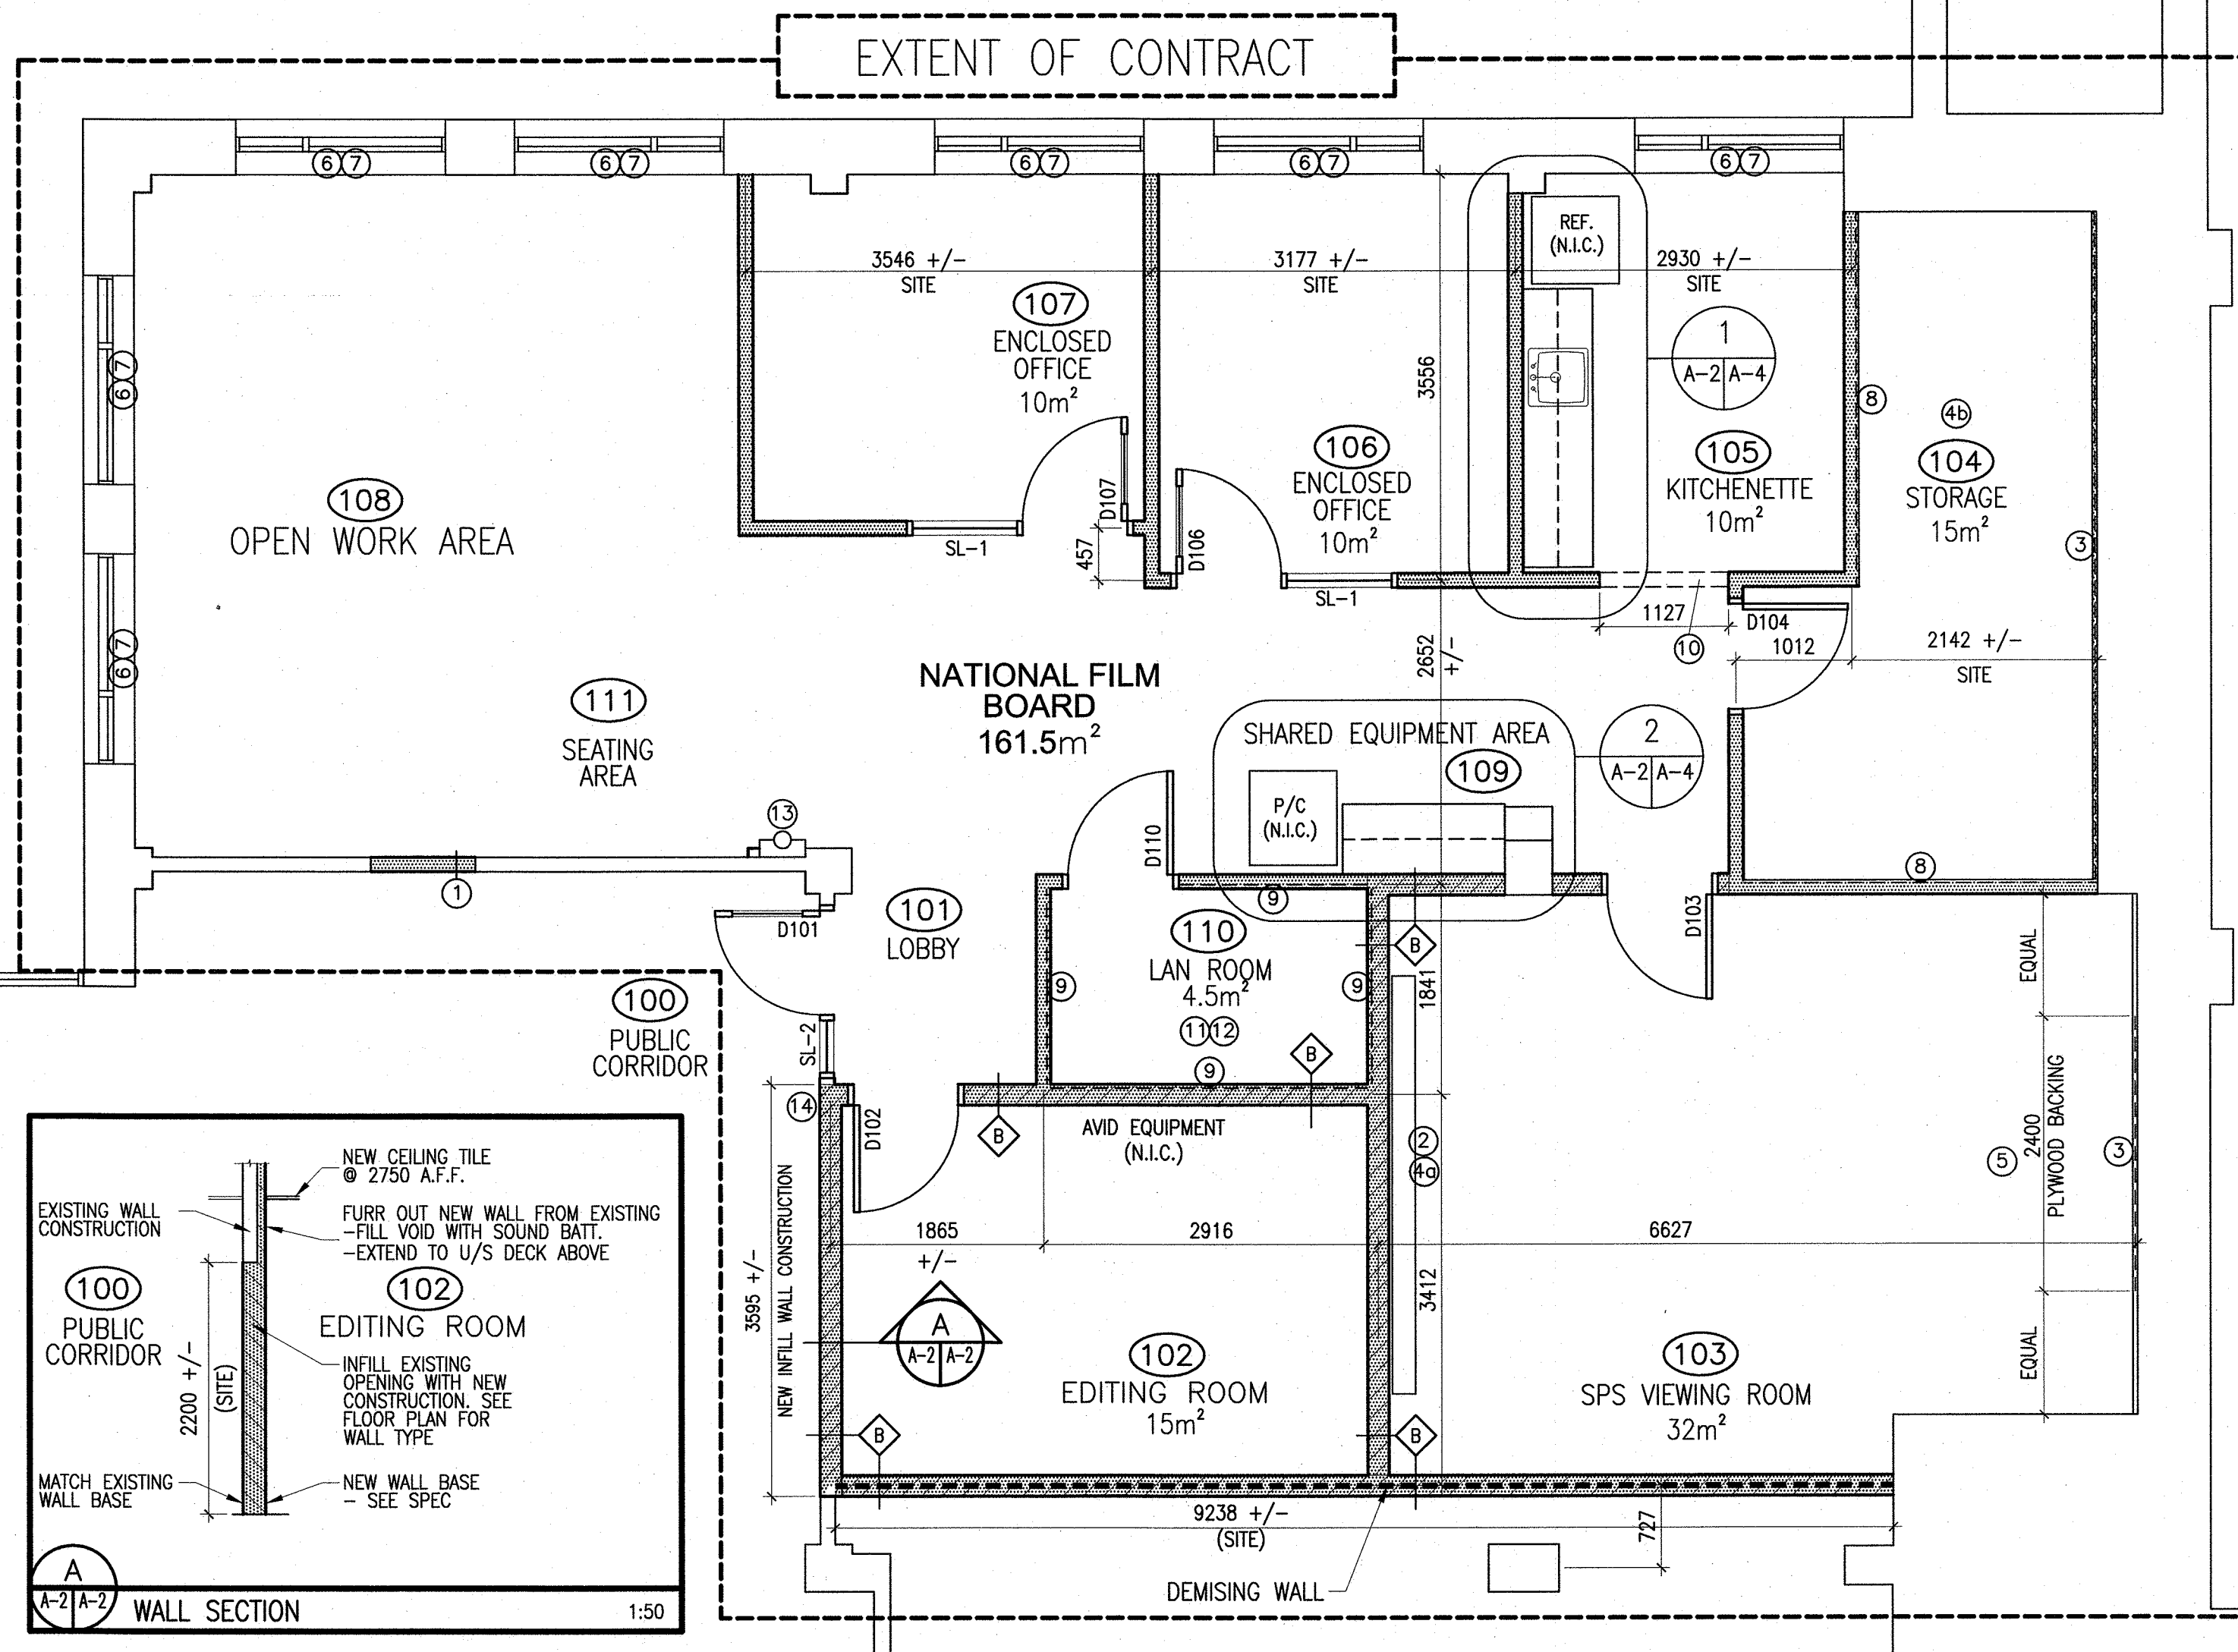 EXTENT OF CONTRACT
6 7
6 7
6 7
6 7
6 7
REF.
(N.I.C.)
3546 +/-
SITE
3177 +/-
SITE
2930 +/-
SITE
107
ENCLOSED
OFFICE
10m²
1
A-2 A-4
3556
6 7
8
4b
106
ENCLOSED
OFFICE
10m²
105
KITCHENETTE
10m²
104
STORAGE
15m²
108
OPEN WORK AREA
D107
SL-1
457
D106
SL-1
3
1127
D104
10
1012
2142 +/-
SITE
2652
+/-
6 7
NATIONAL FILM
BOARD
161.5m²
111
SEATING
AREA
SHARED EQUIPMENT AREA
109
2
A-2 A-4
P/C
(N.I.C.)
13
D110
1
8
9
101
LOBBY
D101
110
LAN ROOM
4.5m²
11 12
9
9
9
B
B
1841
D103
EQUAL
100
PUBLIC
CORRIDOR
SL-2
14
D102
B
AVID EQUIPMENT
(N.I.C.)
2
4a
5
2400
PLYWOOD BACKING
3
3595 +/-
NEW INFILL WALL CONSTRUCTION
1865
+/-
2916
6627
3412
A
A-2 A-2
102
EDITING ROOM
15m²
103
SPS VIEWING ROOM
32m²
EQUAL
B
B
9238 +/-
(SITE)
727
DEMISING WALL
NEW CEILING TILE
@ 2750 A.F.F.
EXISTING WALL
CONSTRUCTION
FURR OUT NEW WALL FROM EXISTING
-FILL VOID WITH SOUND BATT.
-EXTEND TO U/S DECK ABOVE
100
PUBLIC
CORRIDOR
102
EDITING ROOM
2200 +/-
(SITE)
INFILL EXISTING
OPENING WITH NEW
CONSTRUCTION. SEE
FLOOR PLAN FOR
WALL TYPE
MATCH EXISTING
WALL BASE
NEW WALL BASE
- SEE SPEC
A
A-2 A-2
WALL SECTION
1:50